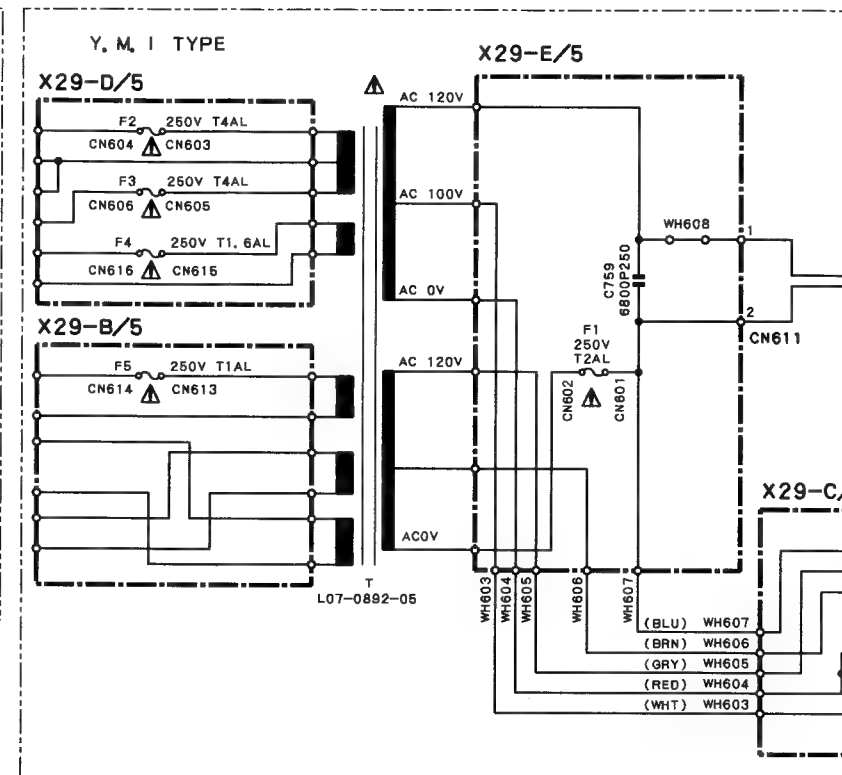 Y, M, I TYPE
X29-D/5
F2 250V T4AL
CN604 CN603
F3 250V T4AL
CN606 CN605
F4 250V T1.6AL
CN616 CN615
X29-B/5
F5 250V T1AL
CN614 CN613
T
L07-0892-05
AC 120V
AC 100V
AC 0V
AC 120V
AC0V
X29-E/5
WH608
1
C759
6800P250
2
CN611
F1
250V
T2AL
CN602
CN601
WH603
WH604
WH605
WH606
WH607
X29-C/
(BLU) WH607
(BRN) WH606
(GRY) WH605
(RED) WH604
(WHT) WH603